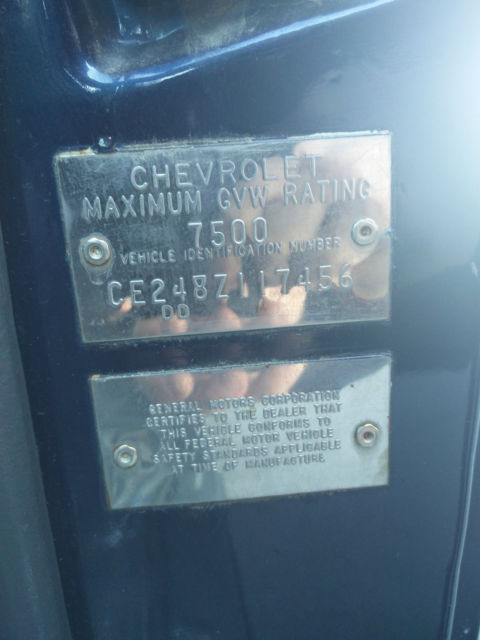 CHEVROLET
MAXIMUM GVW RATING
7500
VEHICLE IDENTIFICATION NUMBER
CE248Z117456
DD
GENERAL MOTORS CORPORATION
CERTIFIES TO THE DEALER THAT
THIS VEHICLE CONFORMS TO
ALL FEDERAL MOTOR VEHICLE
SAFETY STANDARDS APPLICABLE
AT TIME OF MANUFACTURE